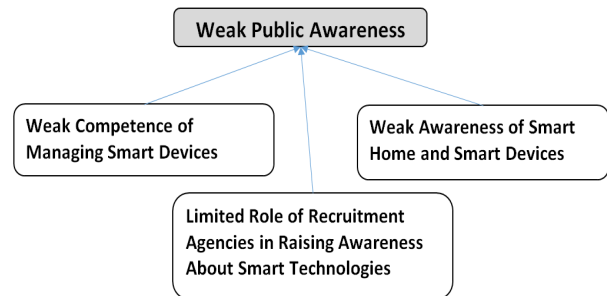 Weak Public Awareness
Weak Competence of
Managing Smart Devices
Weak Awareness of Smart
Home and Smart Devices
Limited Role of Recruitment
Agencies in Raising Awareness
About Smart Technologies